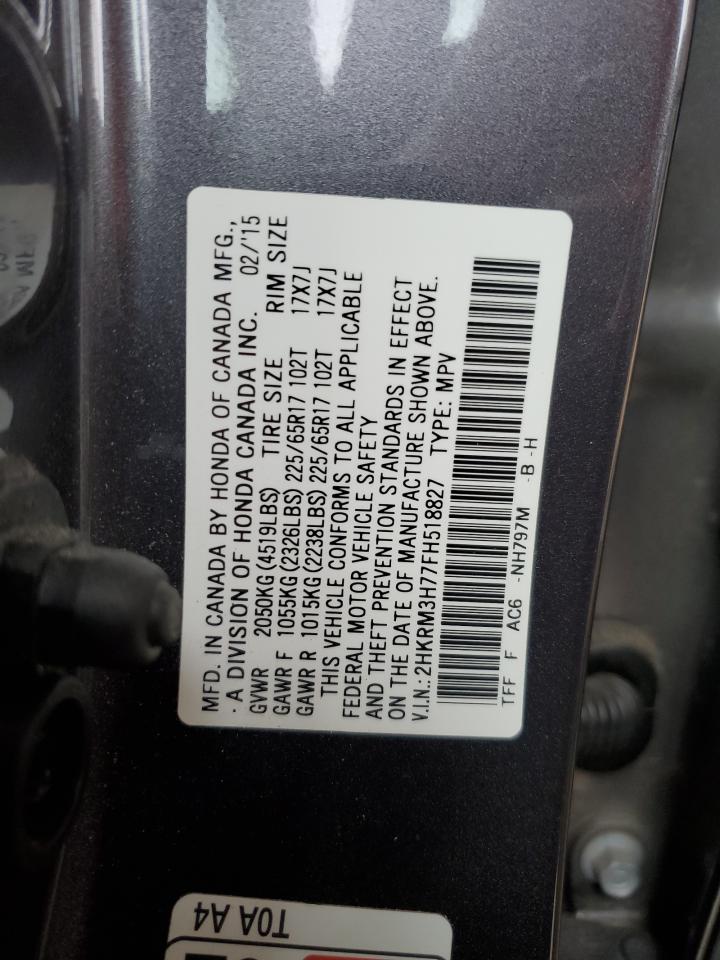 MFD. IN CANADA BY HONDA OF CANADA MFG.,
· A DIVISION OF HONDA CANADA INC. 02/'15
GVWR 2050KG(4519LBS) TIRE SIZE RIM SIZE
GAWR F 1055KG(2326LBS) 225/65R17 102T 17X7J
GAWR R 1015KG(2238LBS) 225/65R17 102T 17X7J
THIS VEHICLE CONFORMS TO ALL APPLICABLE
FEDERAL MOTOR VEHICLE SAFETY
AND THEFT PREVENTION STANDARDS IN EFFECT
ON THE DATE OF MANUFACTURE SHOWN ABOVE.
V.I.N.: 2HKRM3H77FH518827 TYPE: MPV
TFF F AC6 -NH797M -B -H
T0A A4